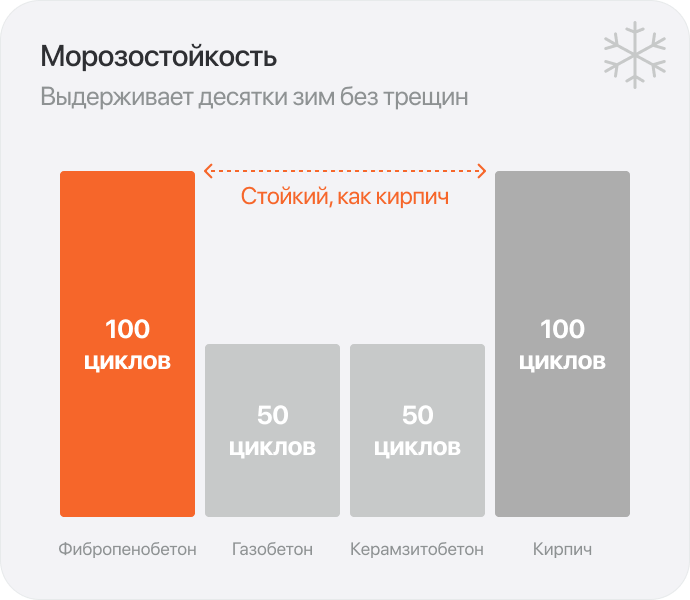 Морозостойкость
Выдерживает десятки зим без трещин
Стойкий, как кирпич
100
циклов
50
циклов
50
циклов
100
циклов
Фибропенобетон
Газобетон
Керамзитобетон
Кирпич